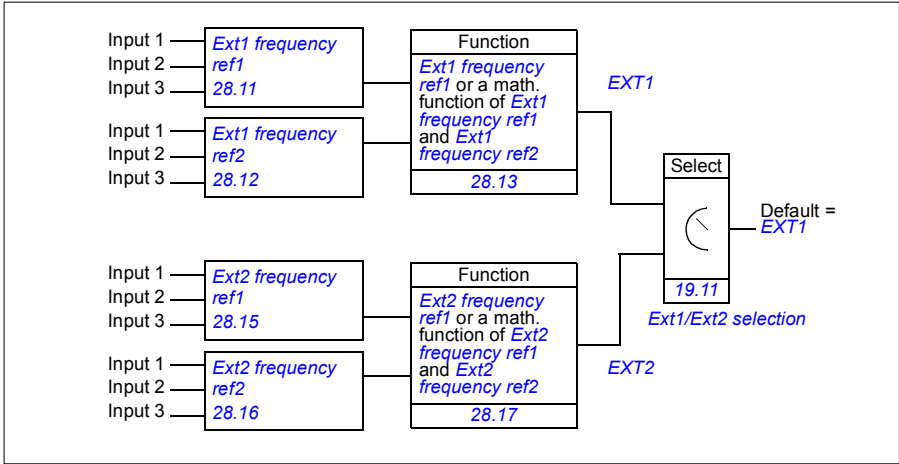 Input 1
Input 2
Input 3
Ext1 frequency
ref1
28.11
Input 1
Input 2
Input 3
Ext1 frequency
ref2
28.12
Function
Ext1 frequency
ref1 or a math.
function of Ext1
frequency ref1
and Ext1
frequency ref2
28.13
EXT1
Input 1
Input 2
Input 3
Ext2 frequency
ref1
28.15
Input 1
Input 2
Input 3
Ext2 frequency
ref2
28.16
Function
Ext2 frequency
ref1 or a math.
function of Ext2
frequency ref1
and Ext2
frequency ref2
28.17
EXT2
Select
19.11
Ext1/Ext2 selection
Default =
EXT1